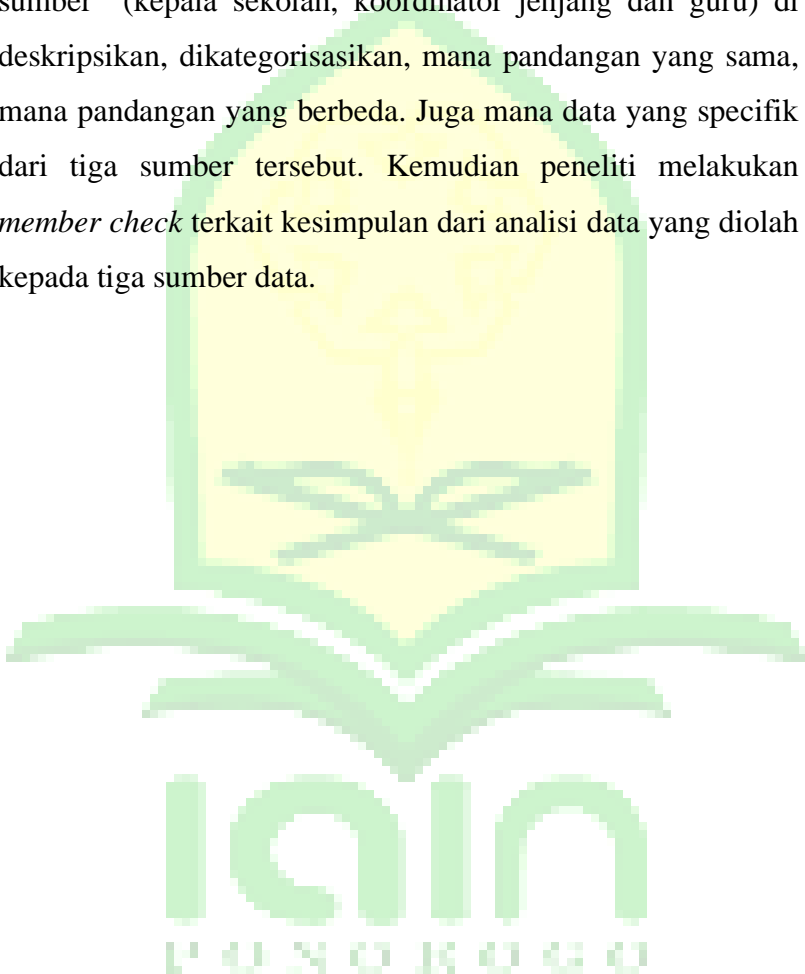 sumber (kepala sekolah, koordinator jenjang dan guru) di
deskripsikan, dikategorisasikan, mana pandangan yang sama,
mana pandangan yang berbeda. Juga mana data yang specifik
dari tiga sumber tersebut. Kemudian peneliti melakukan
member check terkait kesimpulan dari analisi data yang diolah
kepada tiga sumber data.
IAIN
PONOROGO